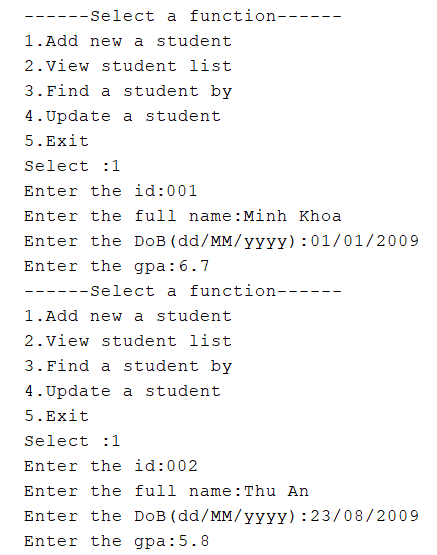 ------Select a function------
1.Add new a student
2.View student list
3.Find a student by
4.Update a student
5.Exit
Select :1
Enter the id:001
Enter the full name:Minh Khoa
Enter the DoB(dd/MM/yyyy):01/01/2009
Enter the gpa:6.7
------Select a function------
1.Add new a student
2.View student list
3.Find a student by
4.Update a student
5.Exit
Select :1
Enter the id:002
Enter the full name:Thu An
Enter the DoB(dd/MM/yyyy):23/08/2009
Enter the gpa:5.8